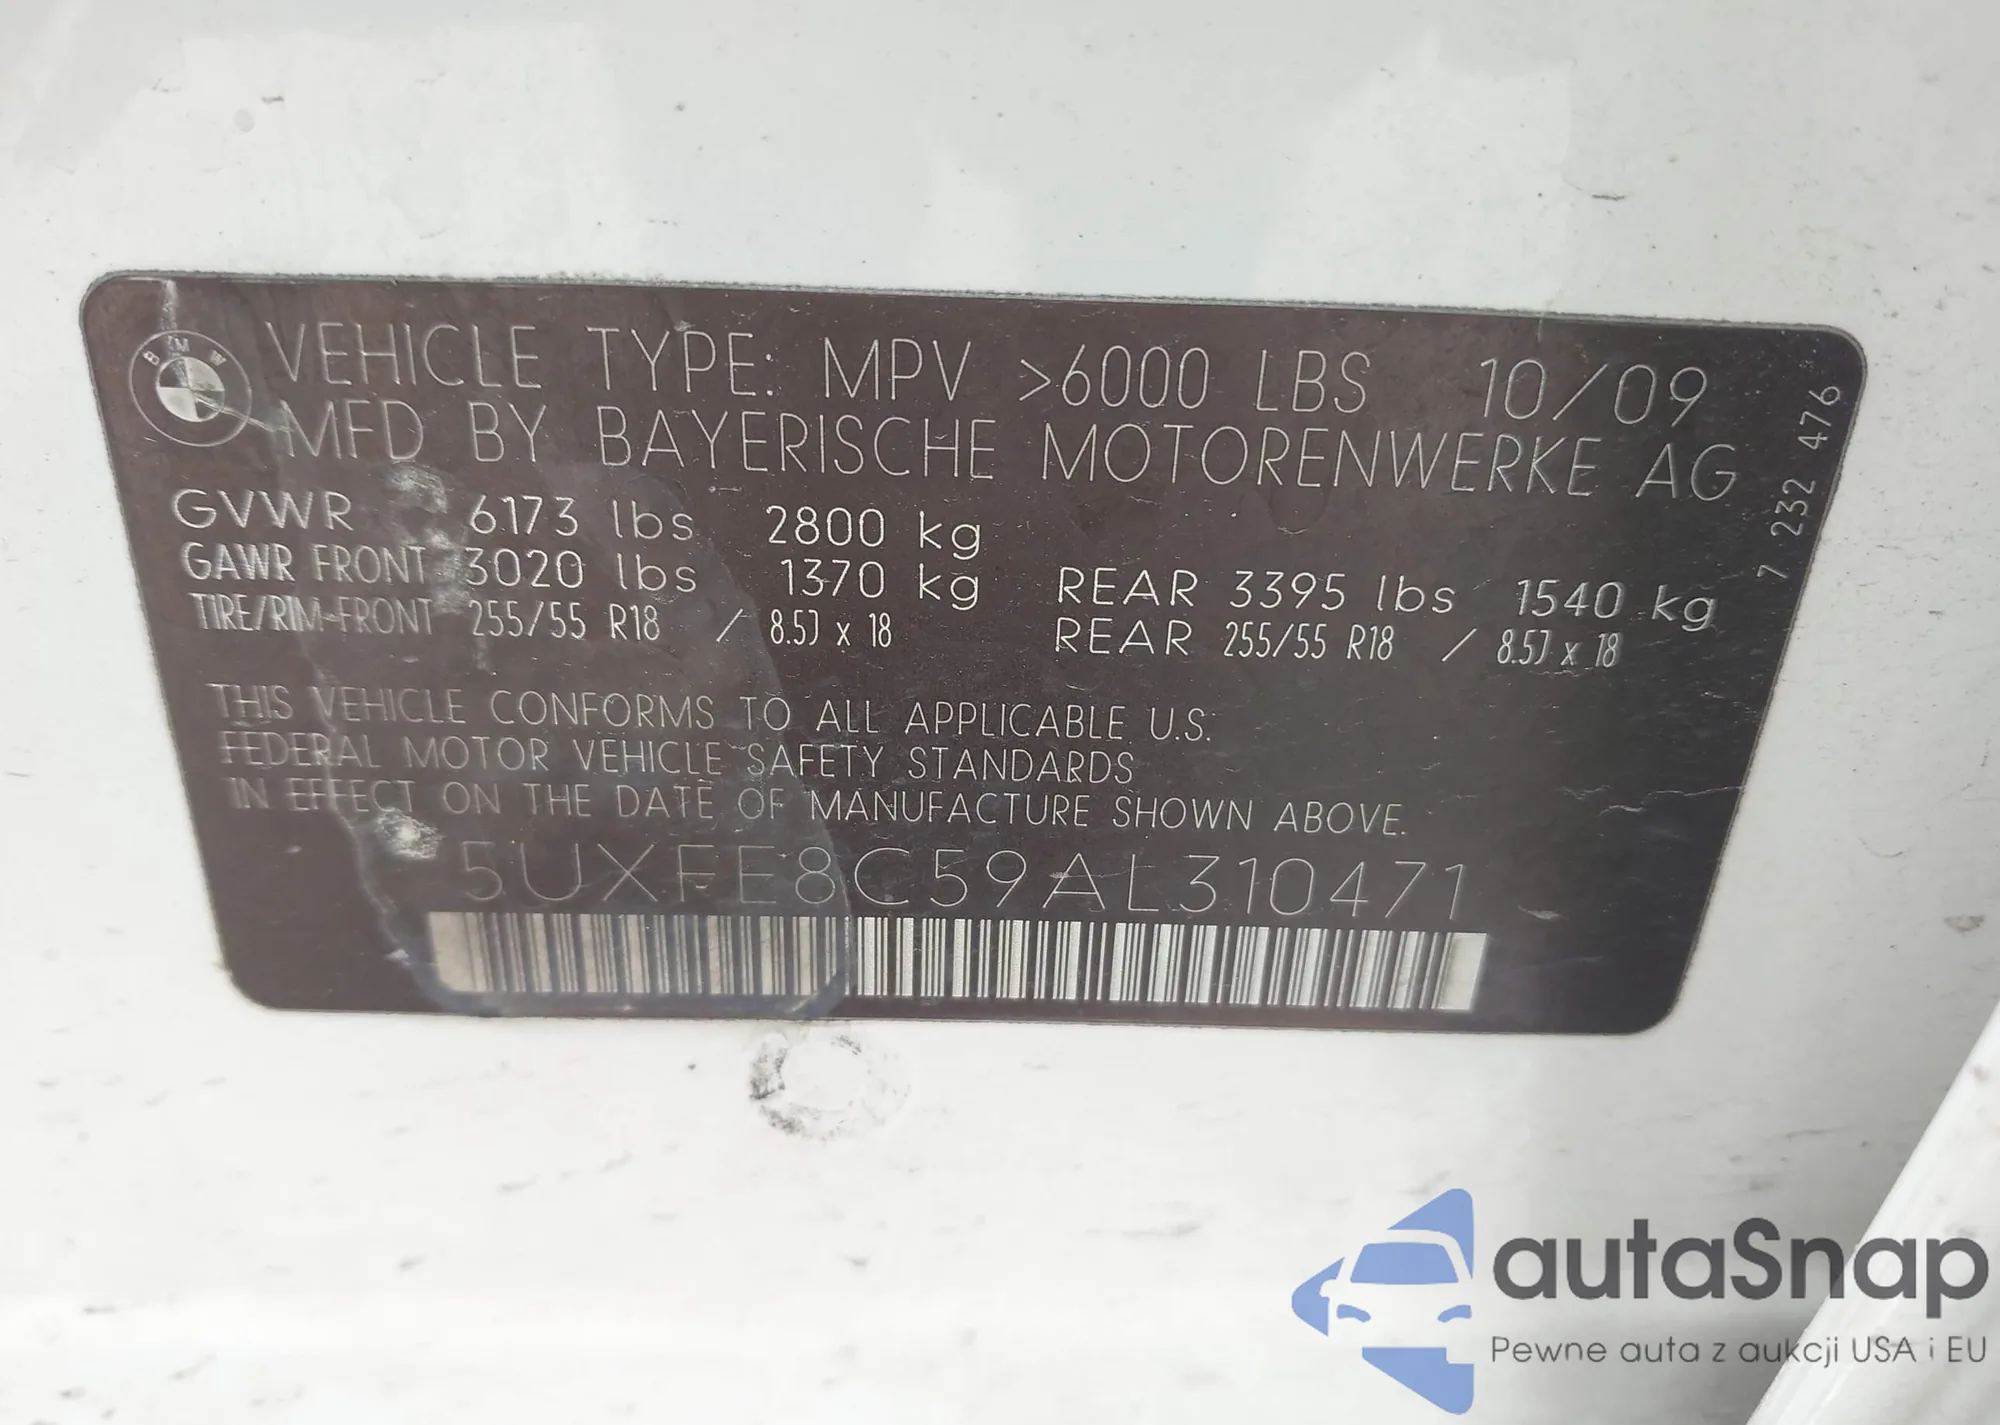 BMW
VEHICLE TYPE: MPV >6000 LBS 10/09
MFD BY BAYERISCHE MOTORENWERKE AG
GVWR 6173 lbs 2800 kg
GAWR FRONT 3020 lbs 1370 kg REAR 3395 lbs 1540 kg
TIRE/RIM-FRONT 255/55 R18 / 8.5J x 18 REAR 255/55 R18 / 8.5J x 18
7 232 476
THIS VEHICLE CONFORMS TO ALL APPLICABLE U.S.
FEDERAL MOTOR VEHICLE SAFETY STANDARDS
IN EFFECT ON THE DATE OF MANUFACTURE SHOWN ABOVE.
5UXFE8C59AL310471
autaSnap
Pewne auta z aukcji USA i EU